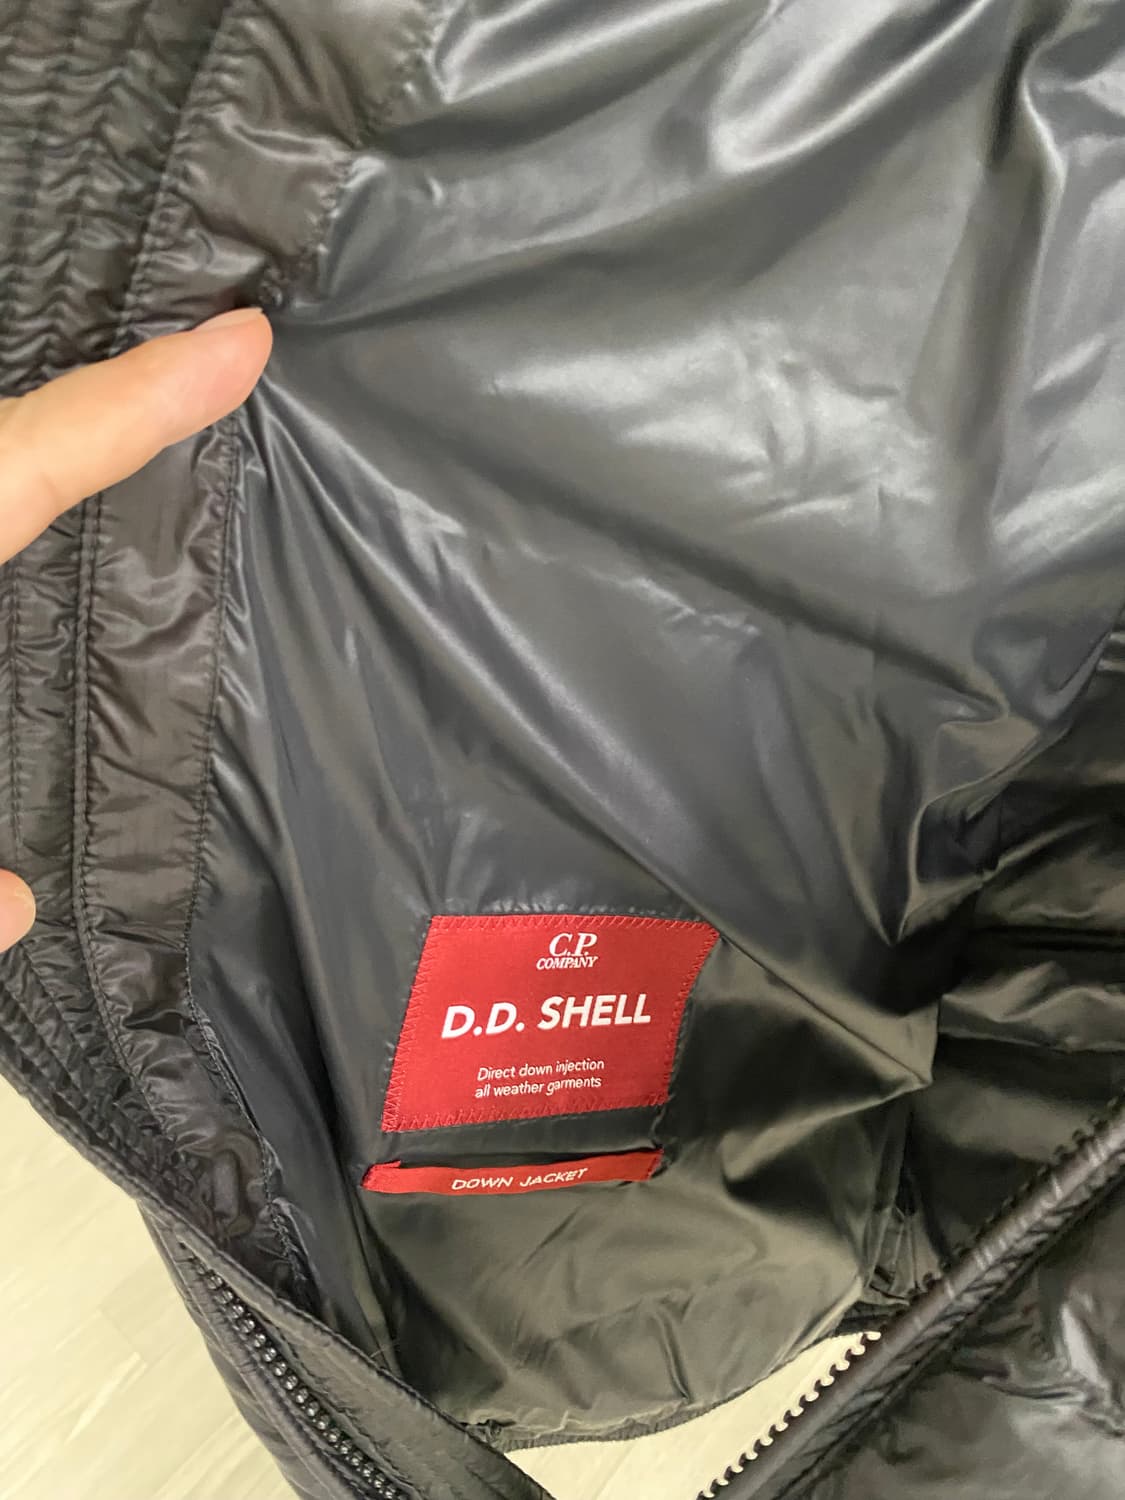 C.P.
COMPANY
D.D. SHELL
Direct down injection
all weather garments
DOWN JACKET